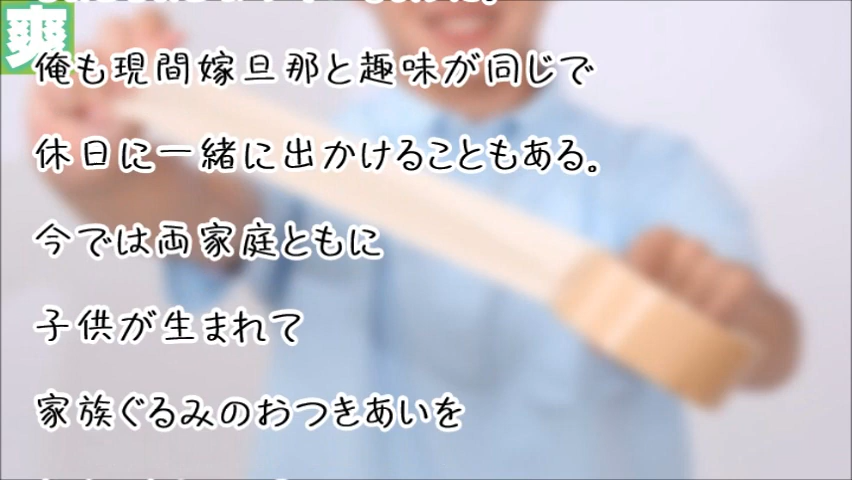 爽
俺も現間嫁旦那と趣味が同じで
休日に一緒に出かけることもある。
今では両家庭ともに
子供が生まれて
家族ぐるみのおつきあいを